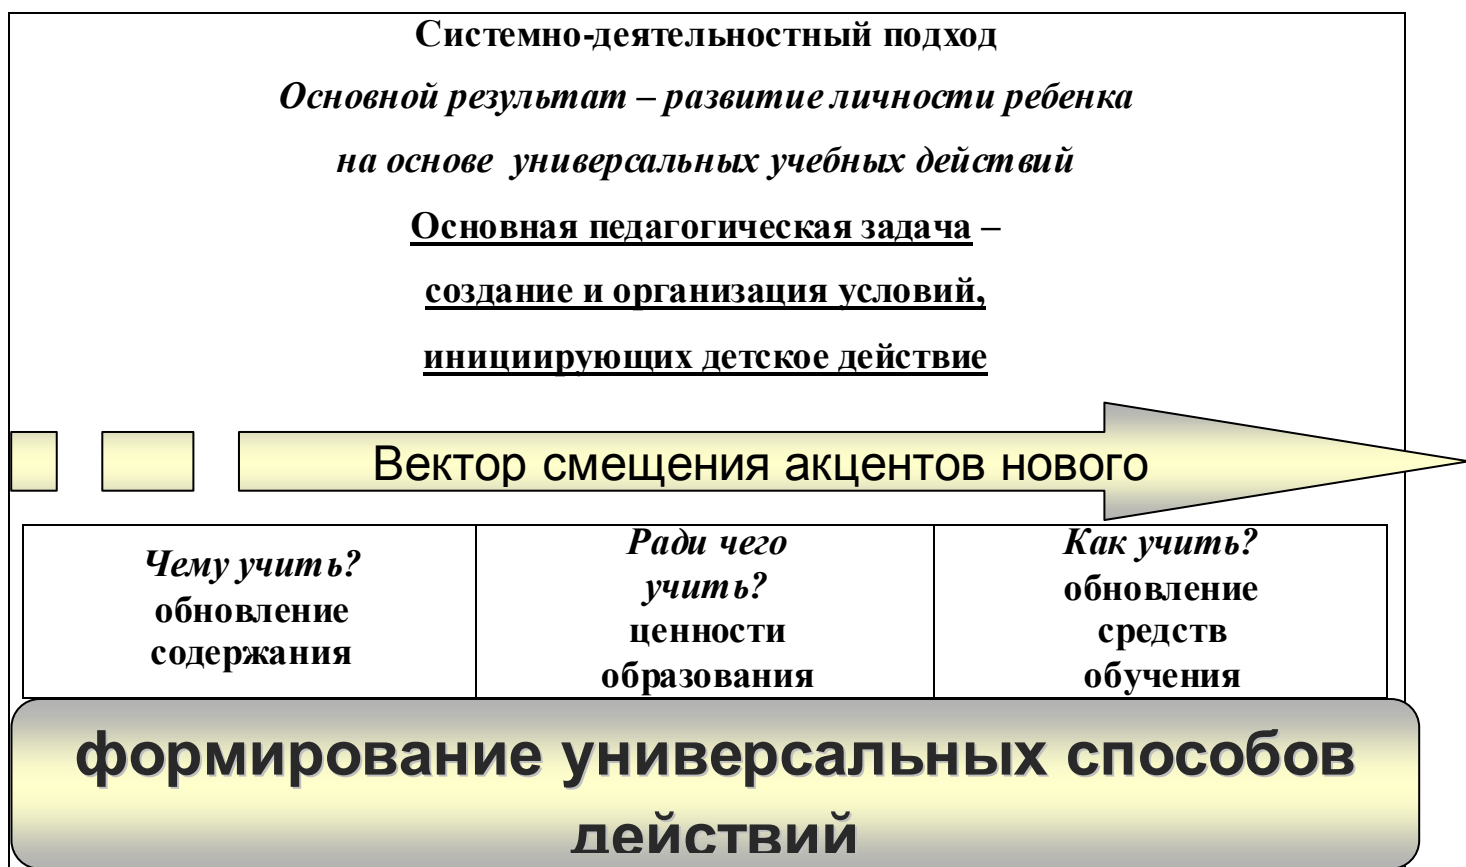 Системно-деятельностный подход
Основной результат – развитие личности ребенка
на основе универсальных учебных действий
Основная педагогическая задача –
создание и организация условий,
инициирующих детское действие
Вектор смещения акцентов нового
Чему учить?
обновление
содержания
Ради чего
учить?
ценности
образования
Как учить?
обновление
средств
обучения
формирование универсальных способов
действий